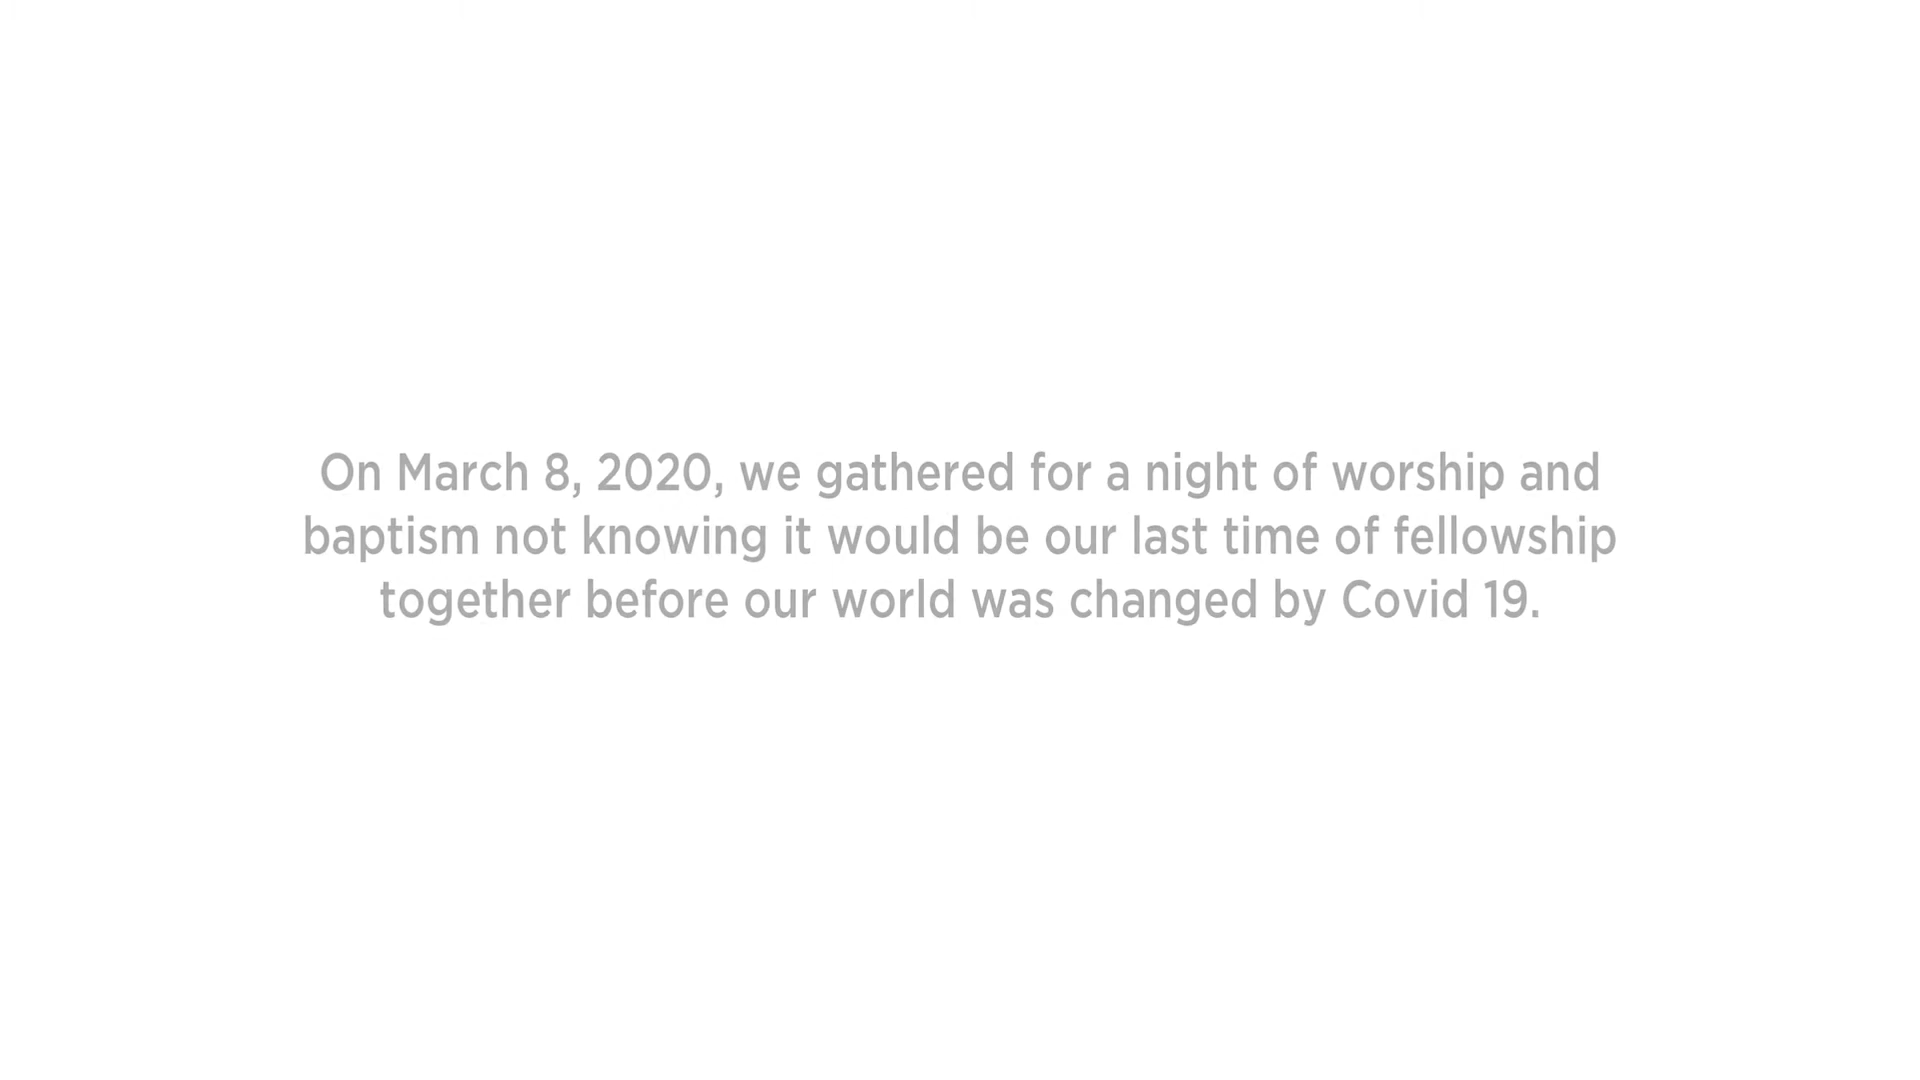 On March 8, 2020, we gathered for a night of worship and
baptism not knowing it would be our last time of fellowship
together before our world was changed by Covid 19.